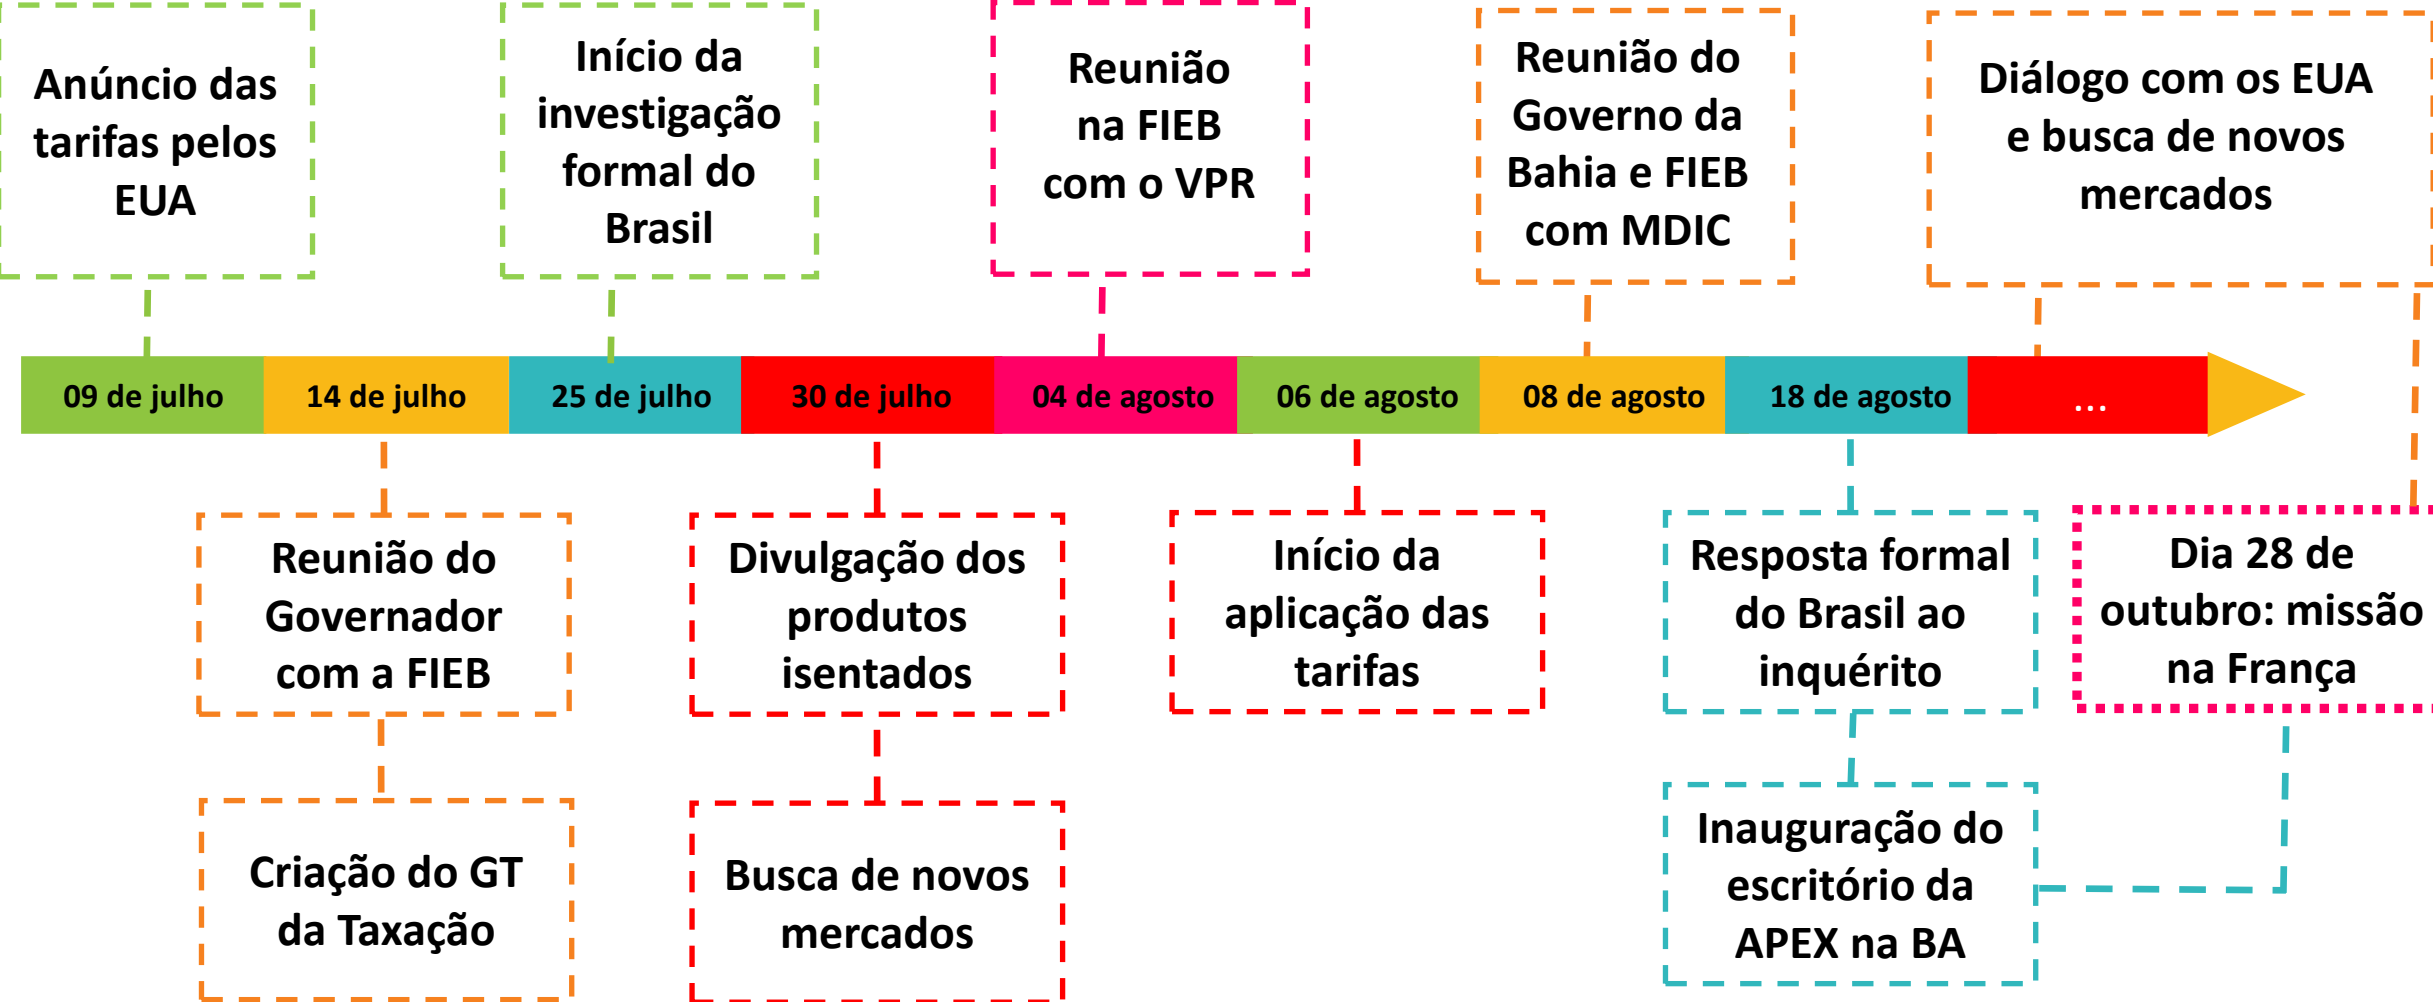 Anúncio das
tarifas pelos
EUA
Início da
investigação
formal do
Brasil
Reunião
na FIEB
com o VPR
Reunião do
Governo da
Bahia e FIEB
com MDIC
Diálogo com os EUA
e busca de novos
mercados
09 de julho
14 de julho
25 de julho
30 de julho
04 de agosto
06 de agosto
08 de agosto
18 de agosto
...
Reunião do
Governador
com a FIEB
Divulgação dos
produtos
isentados
Início da
aplicação das
tarifas
Resposta formal
do Brasil ao
inquérito
Dia 28 de
outubro: missão
na França
Criação do GT
da Taxação
Busca de novos
mercados
Inauguração do
escritório da
APEX na BA